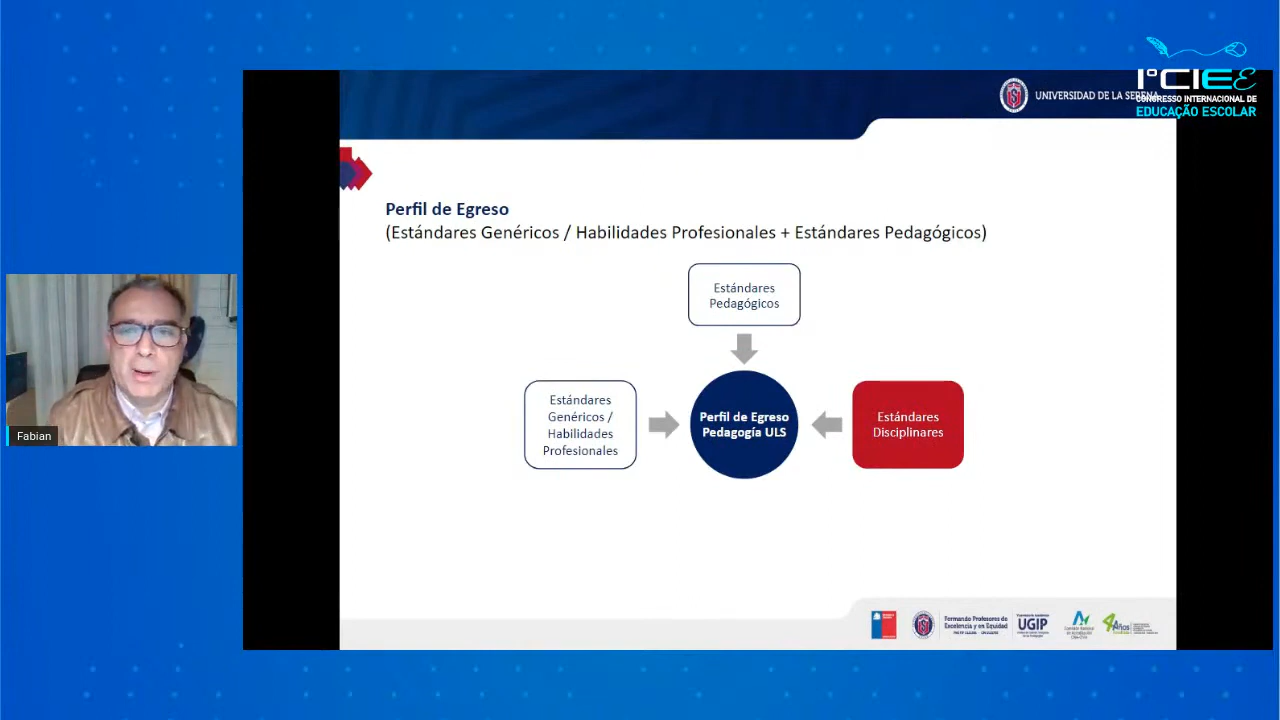 1º CIEE
CONGRESSO INTERNACIONAL DE
EDUCAÇÃO ESCOLAR
UNIVERSIDAD DE LA SERENA
Perfil de Egreso
(Estándares Genéricos / Habilidades Profesionales + Estándares Pedagógicos)
Estándares
Pedagógicos
Estándares
Genéricos /
Habilidades
Profesionales
Perfil de Egreso
Pedagogía ULS
Estándares
Disciplinares
Fabian
Formando Profesores de
Excelencia y en Equidad
UGIP
4 Años